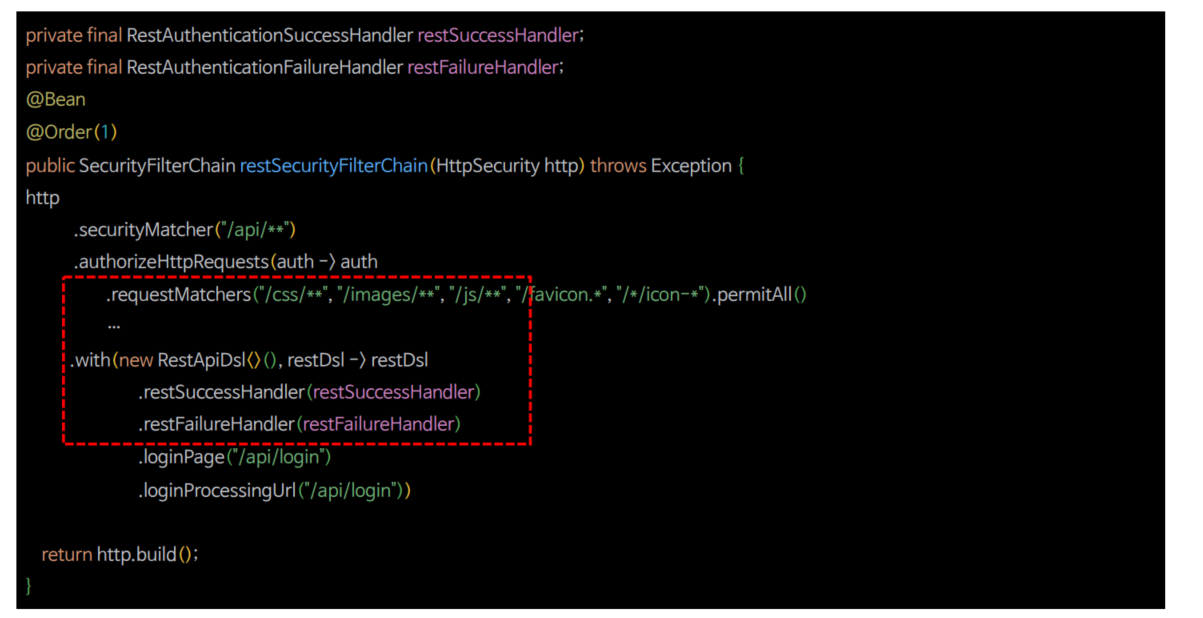 private final RestAuthenticationSuccessHandler restSuccessHandler;
private final RestAuthenticationFailureHandler restFailureHandler;
@Bean
@Order(1)
public SecurityFilterChain restSecurityFilterChain(HttpSecurity http) throws Exception {
http
.securityMatcher("/api/**")
.authorizeHttpRequests(auth -> auth
.requestMatchers("/css/**", "/images/**", "/js/**", "/favicon.*", "/*/icon-*").permitAll()
...
.with(new RestApiDsl<>(), restDsl -> restDsl
.restSuccessHandler(restSuccessHandler)
.restFailureHandler(restFailureHandler)
.loginPage("/api/login")
.loginProcessingUrl("/api/login"))
return http.build();
}